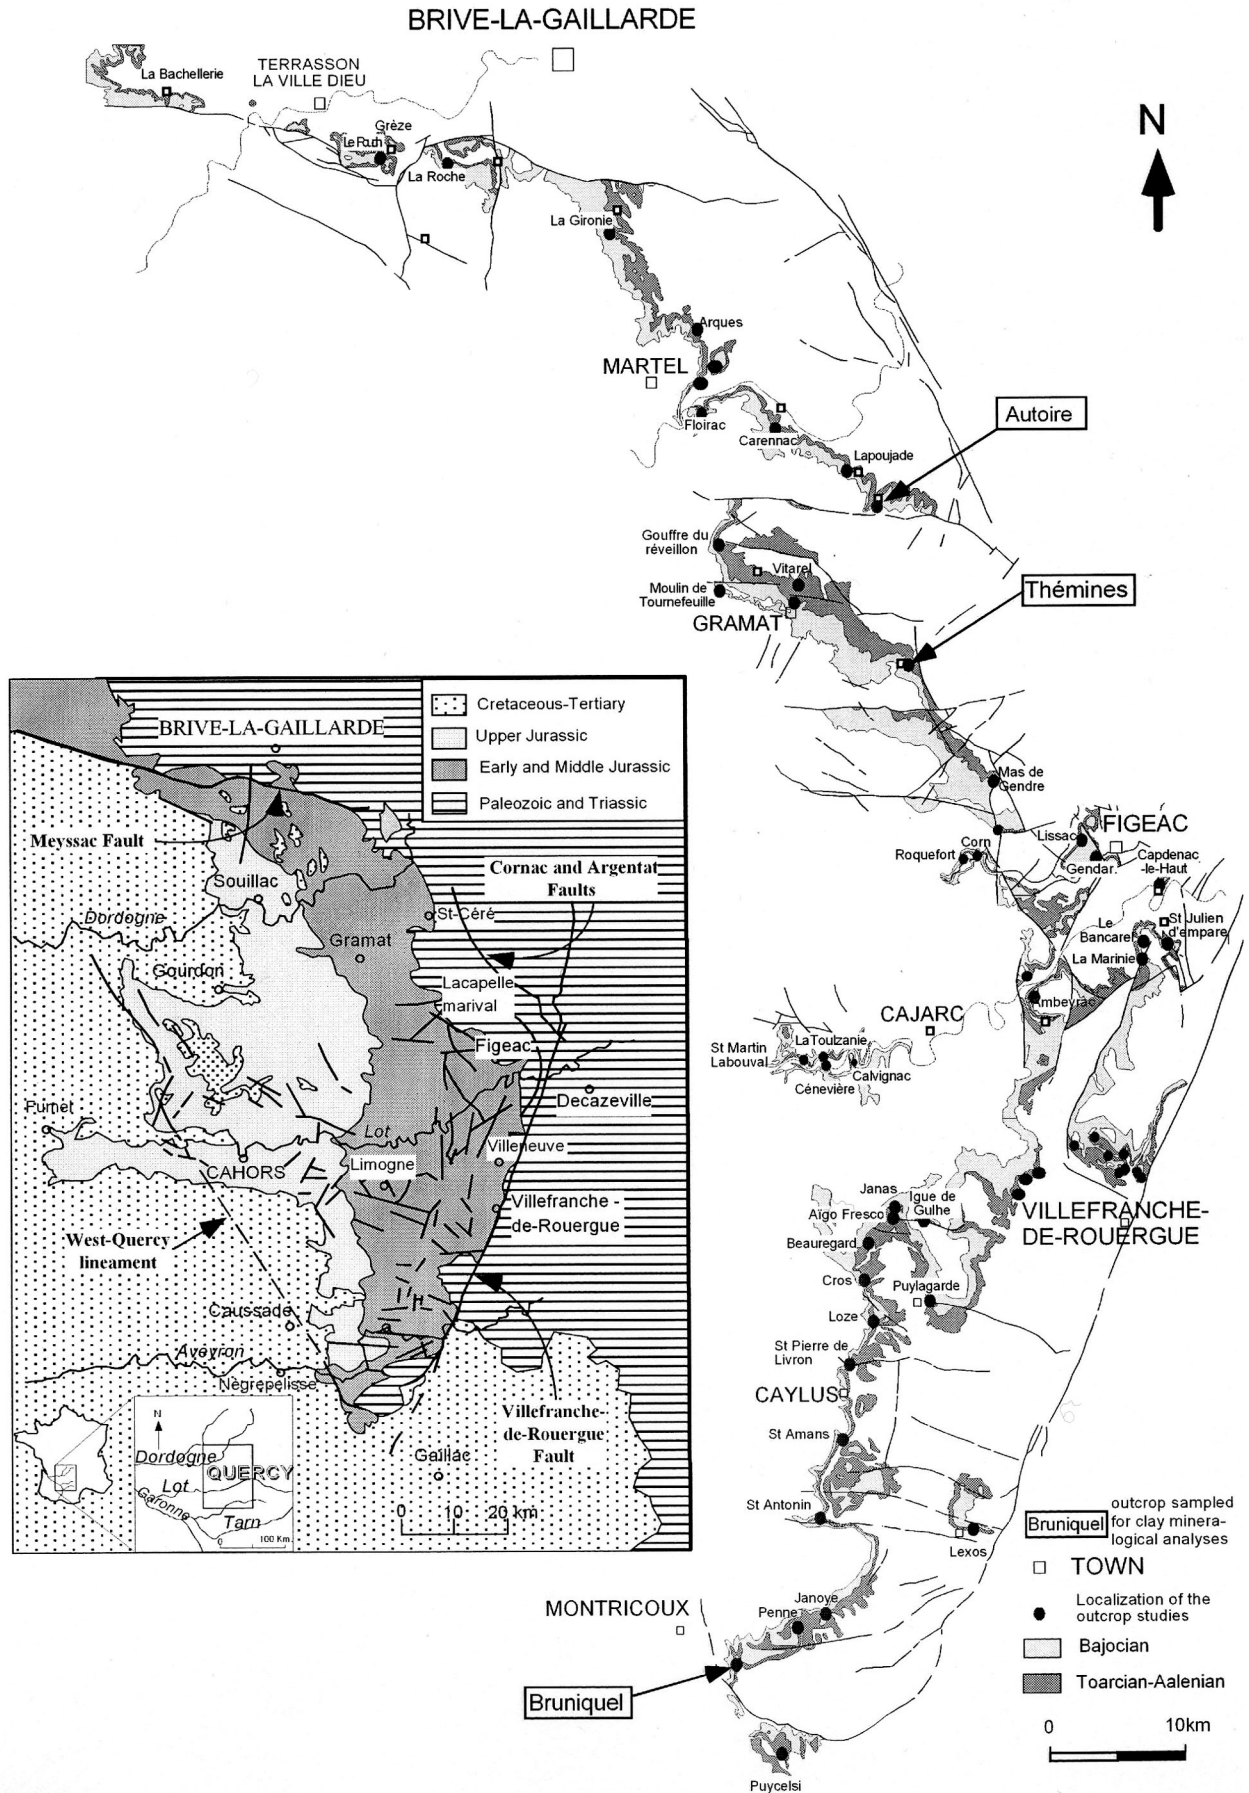 BRIVE-LA-GAILLARDE
TERRASSON
LA VILLE DIEU
La Bachellerie
Grèze
Le Routh
La Roche
La Gironie
N
Arques
MARTEL
Floirac
Carennac
Lapoujade
Autoire
Gouffre du
réveillon
Vitarel
Moulin de
Tournefeuille
GRAMAT
Thémines
Mas de
Gendre
FIGEAC
Lissac
Corn
Roquefort
Gendar.
Capdenac
-le-Haut
St Julien
d'empare
Le
Bancarel
La Marinie
Ambeyrac
CAJARC
La Toulzanie
St Martin
Labouval
Calvignac
Cénevière
Janas
Igue de
Gulhe
Aïgo Fresco
VILLEFRANCHE-
DE-ROUERGUE
Beauregard
Cros
Puylagarde
Loze
St Pierre de
Livron
CAYLUS
St Amans
St Antonin
Lexos
Janoye
Penne
MONTRICOUX
Bruniquel
Puycelsi
Bruniquel
outcrop sampled
for clay minera-
logical analyses
TOWN
Localization of the
outcrop studies
Bajocian
Toarcian-Aalenian
0 10km
Cretaceous-Tertiary
Upper Jurassic
Early and Middle Jurassic
Paleozoic and Triassic
BRIVE-LA-GAILLARDE
Meyssac Fault
Cornac and Argentat
Faults
Souillac
Dordogne
St-Céré
Gramat
Gourdon
Lacapelle
marival
Figeac
Decazeville
Fumel
Lot
Villeneuve
CAHORS
Limogne
Villefranche -
de-Rouergue
West-Quercy
lineament
Caussade
Aveyron
Nègrepelisse
Villefranche-
de-Rouergue
Fault
Gaillac
0 10 20 km
N
Dordogne
QUERCY
Lot
Garonne
Tarn
0 100 Km